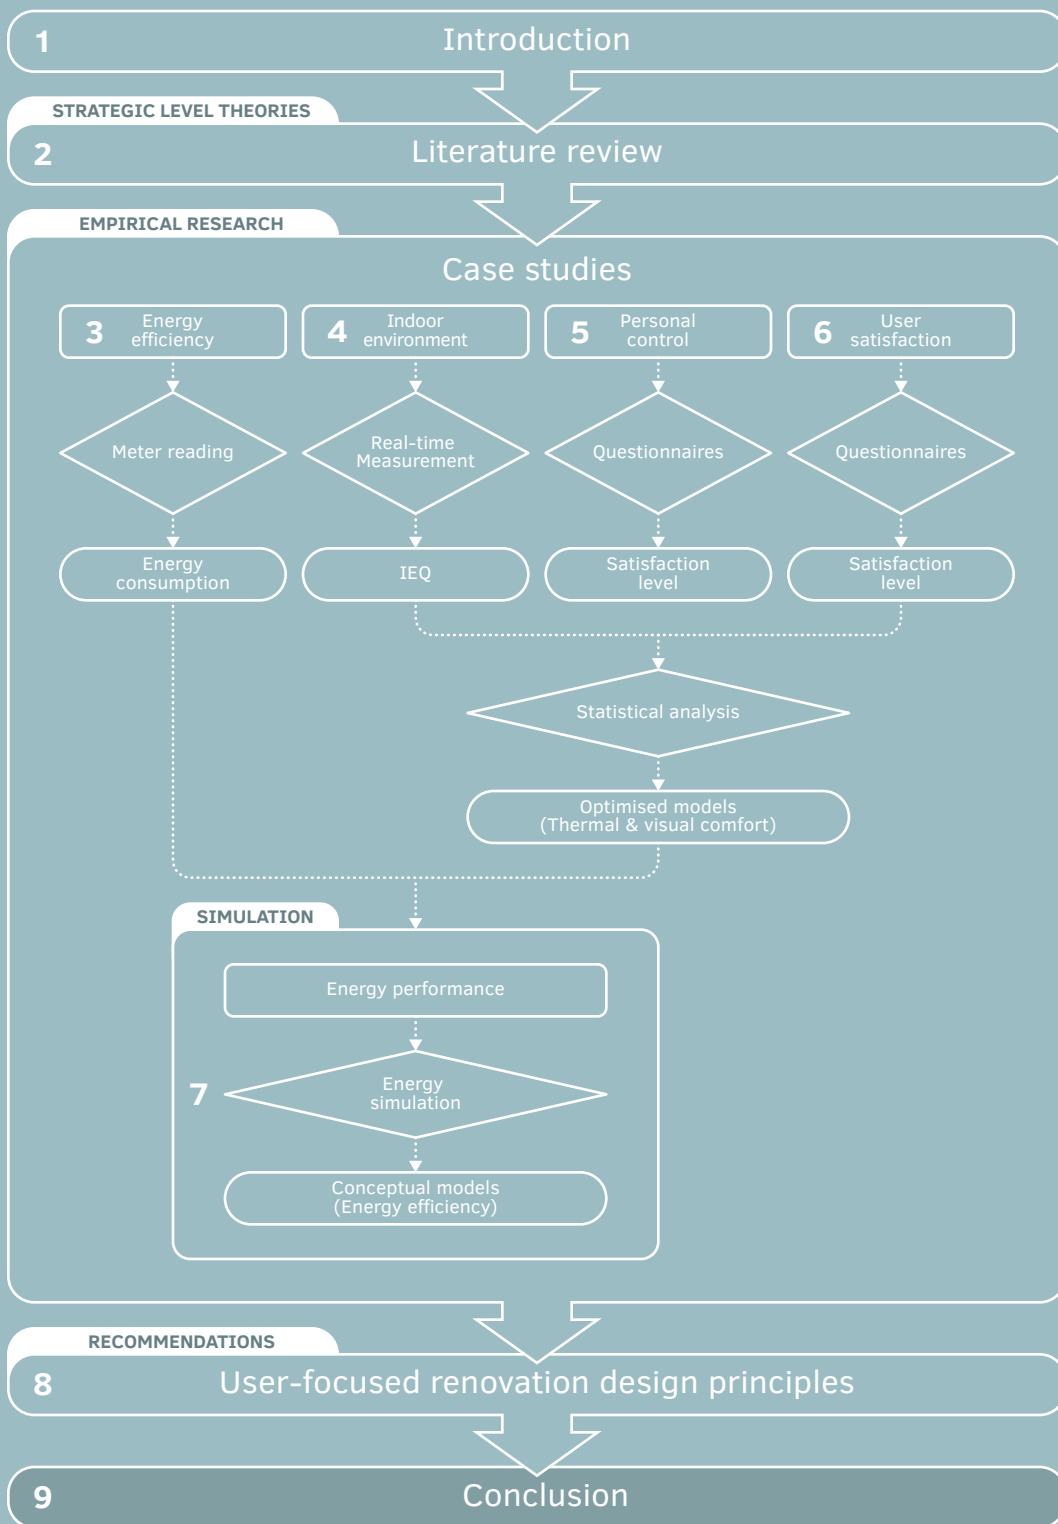 1
Introduction
STRATEGIC LEVEL THEORIES
2
Literature review
EMPIRICAL RESEARCH
Case studies
3
Energy
efficiency
4
Indoor
environment
5
Personal
control
6
User
satisfaction
Meter reading
Real-time
Measurement
Questionnaires
Questionnaires
Energy
consumption
IEQ
Satisfaction
level
Satisfaction
level
Statistical analysis
Optimised models
(Thermal & visual comfort)
SIMULATION
Energy performance
7
Energy
simulation
Conceptual models
(Energy efficiency)
RECOMMENDATIONS
8
User-focused renovation design principles
9
Conclusion